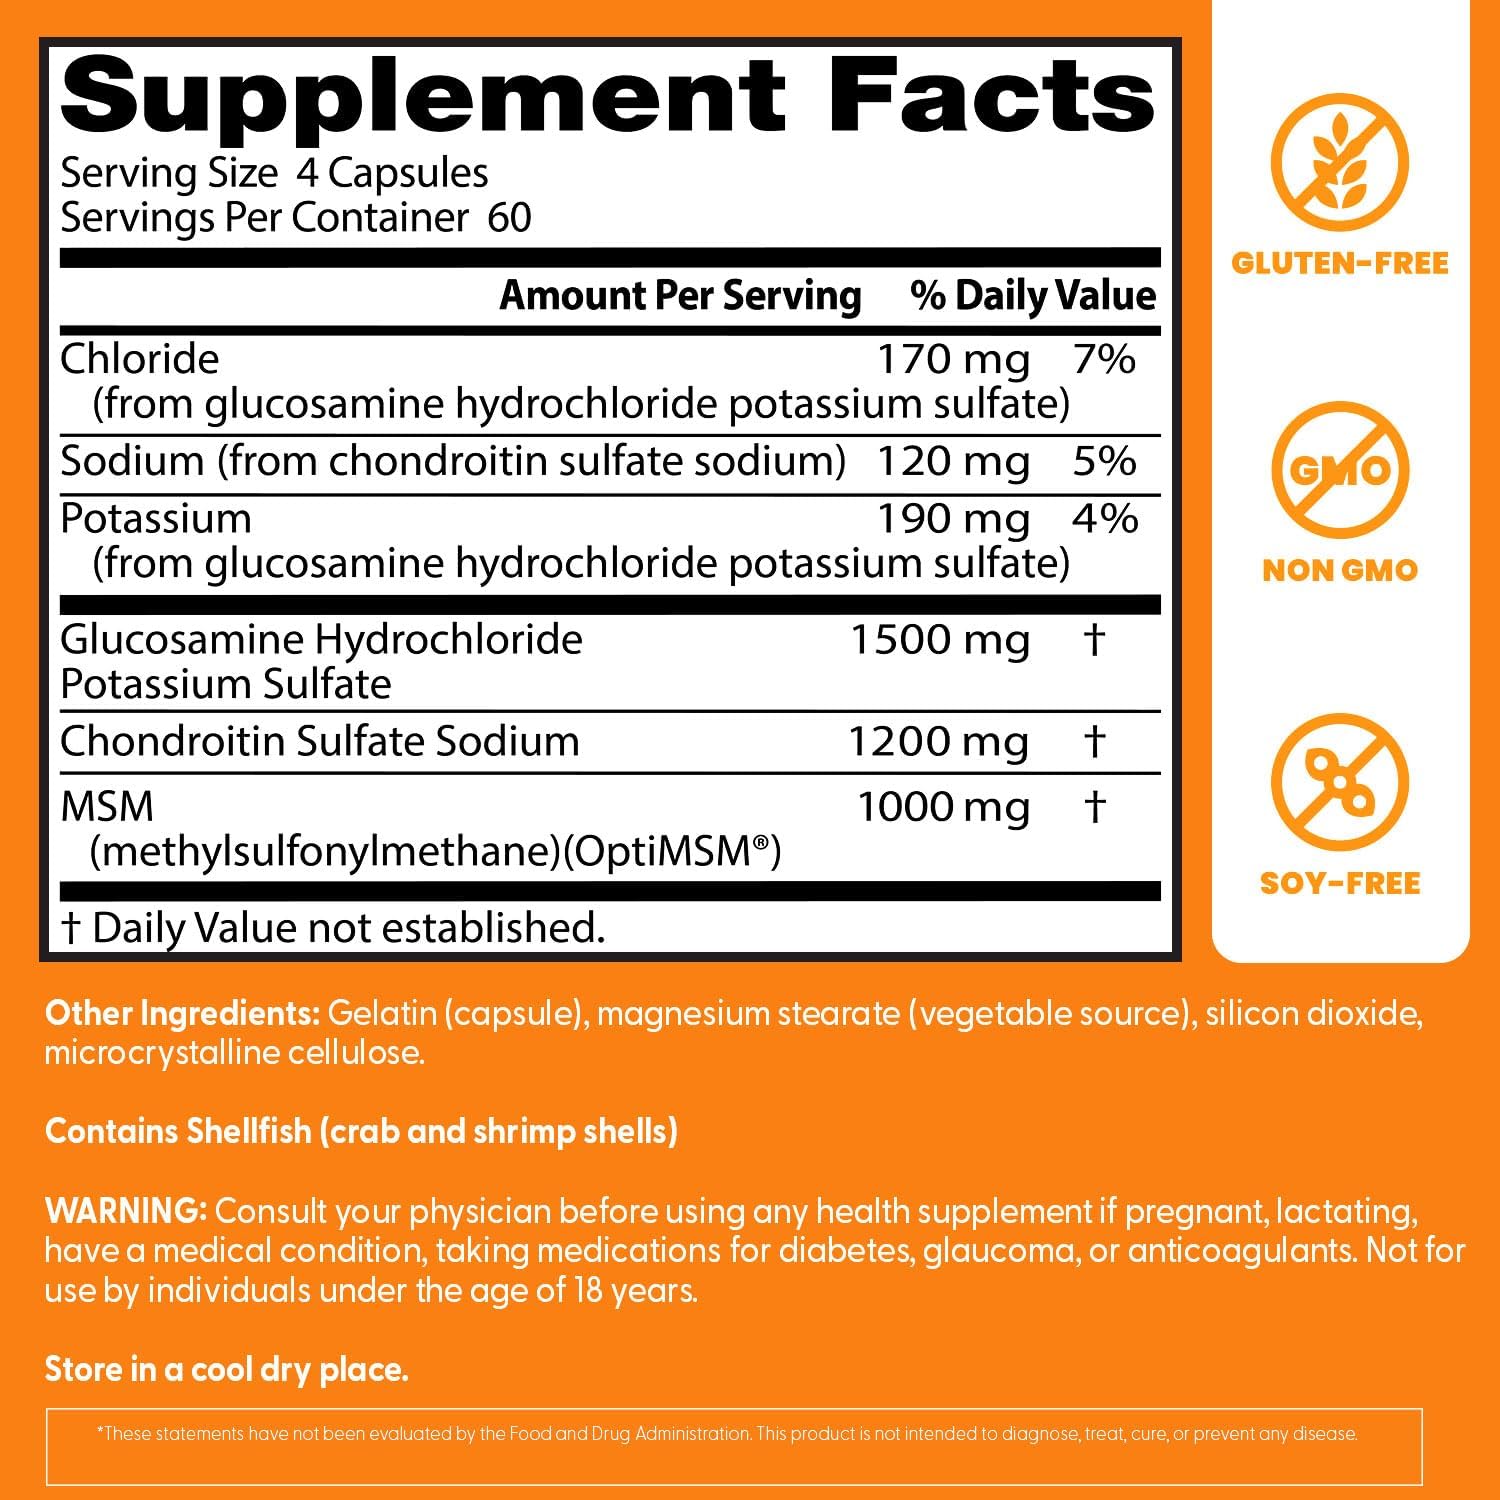 Supplement Facts
Serving Size 4 Capsules
Servings Per Container 60
Amount Per Serving % Daily Value
Chloride 170 mg 7%
(from glucosamine hydrochloride potassium sulfate)
Sodium (from chondroitin sulfate sodium) 120 mg 5%
Potassium 190 mg 4%
(from glucosamine hydrochloride potassium sulfate)
Glucosamine Hydrochloride 1500 mg †
Potassium Sulfate
Chondroitin Sulfate Sodium 1200 mg †
MSM 1000 mg †
(methylsulfonylmethane)(OptiMSM®)
† Daily Value not established.
GLUTEN-FREE
GMO
NON GMO
SOY-FREE
Other Ingredients: Gelatin (capsule), magnesium stearate (vegetable source), silicon dioxide,
microcrystalline cellulose.
Contains Shellfish (crab and shrimp shells)
WARNING: Consult your physician before using any health supplement if pregnant, lactating,
have a medical condition, taking medications for diabetes, glaucoma, or anticoagulants. Not for
use by individuals under the age of 18 years.
Store in a cool dry place.
*These statements have not been evaluated by the Food and Drug Administration. This product is not intended to diagnose, treat, cure, or prevent any disease.